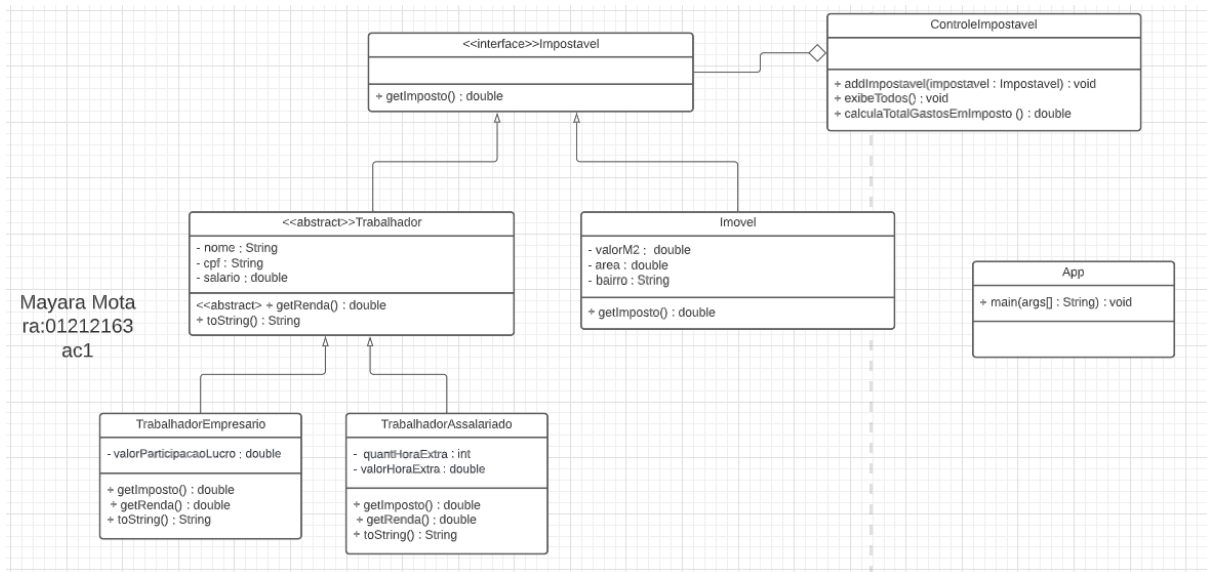 <<interface>>Impostavel
+ getImposto() : double
ControleImpostavel
+ addImpostavel(impostavel : Impostavel) : void
+ exibeTodos() : void
+ calculaTotalGastosEmImposto () : double
<<abstract>>Trabalhador
- nome : String
- cpf : String
- salario : double
<<abstract> + getRenda() : double
+ toString() : String
Imovel
- valorM2 : double
- area : double
- bairro : String
+ getImposto() : double
App
+ main(args[] : String) : void
Mayara Mota
ra:01212163
ac1
TrabalhadorEmpresario
- valorParticipacaoLucro : double
+ getImposto() : double
+ getRenda() : double
+ toString() : String
TrabalhadorAssalariado
- quantHoraExtra : int
- valorHoraExtra : double
+ getImposto() : double
+ getRenda() : double
+ toString() : String